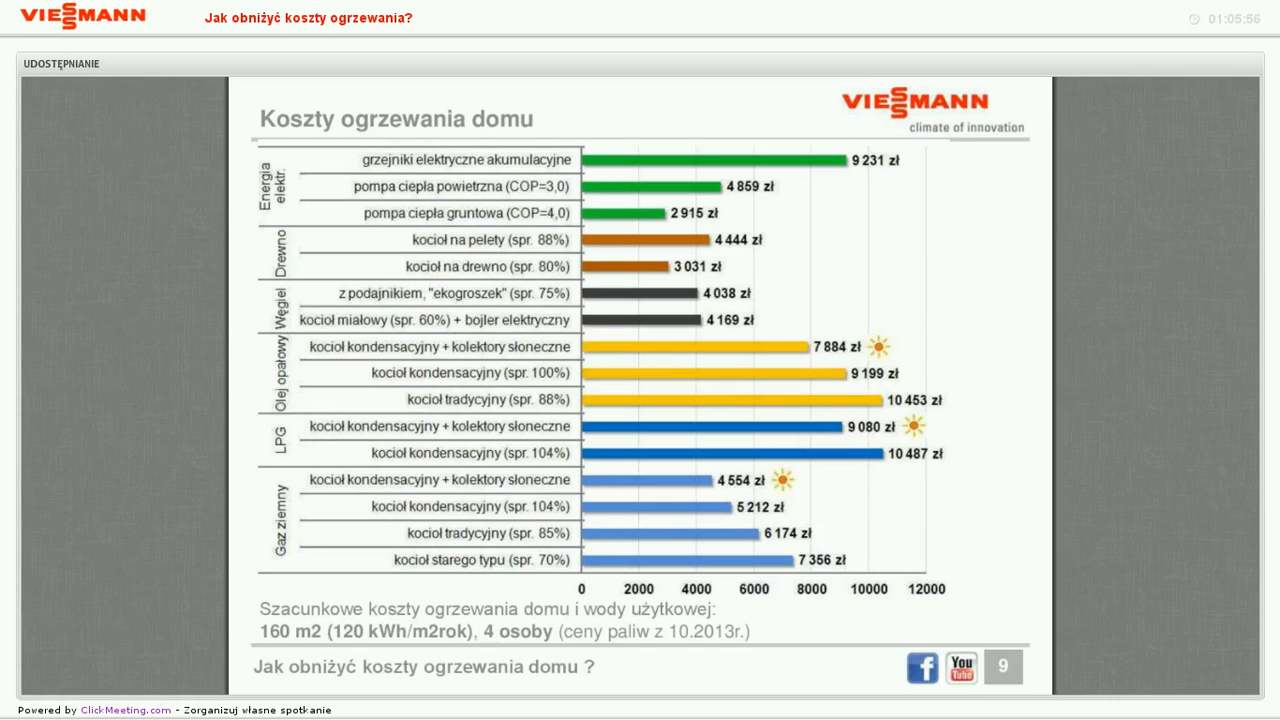 VIESSMANN
Jak obniżyć koszty ogrzewania?
01:05:56
UDOSTĘPNIANIE
Koszty ogrzewania domu
VIESSMANN
climate of innovation
Energia elektr.
grzejniki elektryczne akumulacyjne 9 231 zł
pompa ciepła powietrzna (COP=3,0) 4 859 zł
pompa ciepła gruntowa (COP=4,0) 2 915 zł
Drewno
kocioł na pelety (spr. 88%) 4 444 zł
kocioł na drewno (spr. 80%) 3 031 zł
Węgiel
z podajnikiem, "ekogroszek" (spr. 75%) 4 038 zł
kocioł miałowy (spr. 60%) + bojler elektryczny 4 169 zł
Olej opałowy
kocioł kondensacyjny + kolektory słoneczne 7 884 zł
kocioł kondensacyjny (spr. 100%) 9 199 zł
kocioł tradycyjny (spr. 88%) 10 453 zł
LPG
kocioł kondensacyjny + kolektory słoneczne 9 080 zł
kocioł kondensacyjny (spr. 104%) 10 487 zł
Gaz ziemny
kocioł kondensacyjny + kolektory słoneczne 4 554 zł
kocioł kondensacyjny (spr. 104%) 5 212 zł
kocioł tradycyjny (spr. 85%) 6 174 zł
kocioł starego typu (spr. 70%) 7 356 zł
0 2000 4000 6000 8000 10000 12000
Szacunkowe koszty ogrzewania domu i wody użytkowej:
160 m2 (120 kWh/m2rok), 4 osoby (ceny paliw z 10.2013r.)
Jak obniżyć koszty ogrzewania domu ?
f
You Tube
9
Powered by ClickMeeting.com - Zorganizuj własne spotkanie